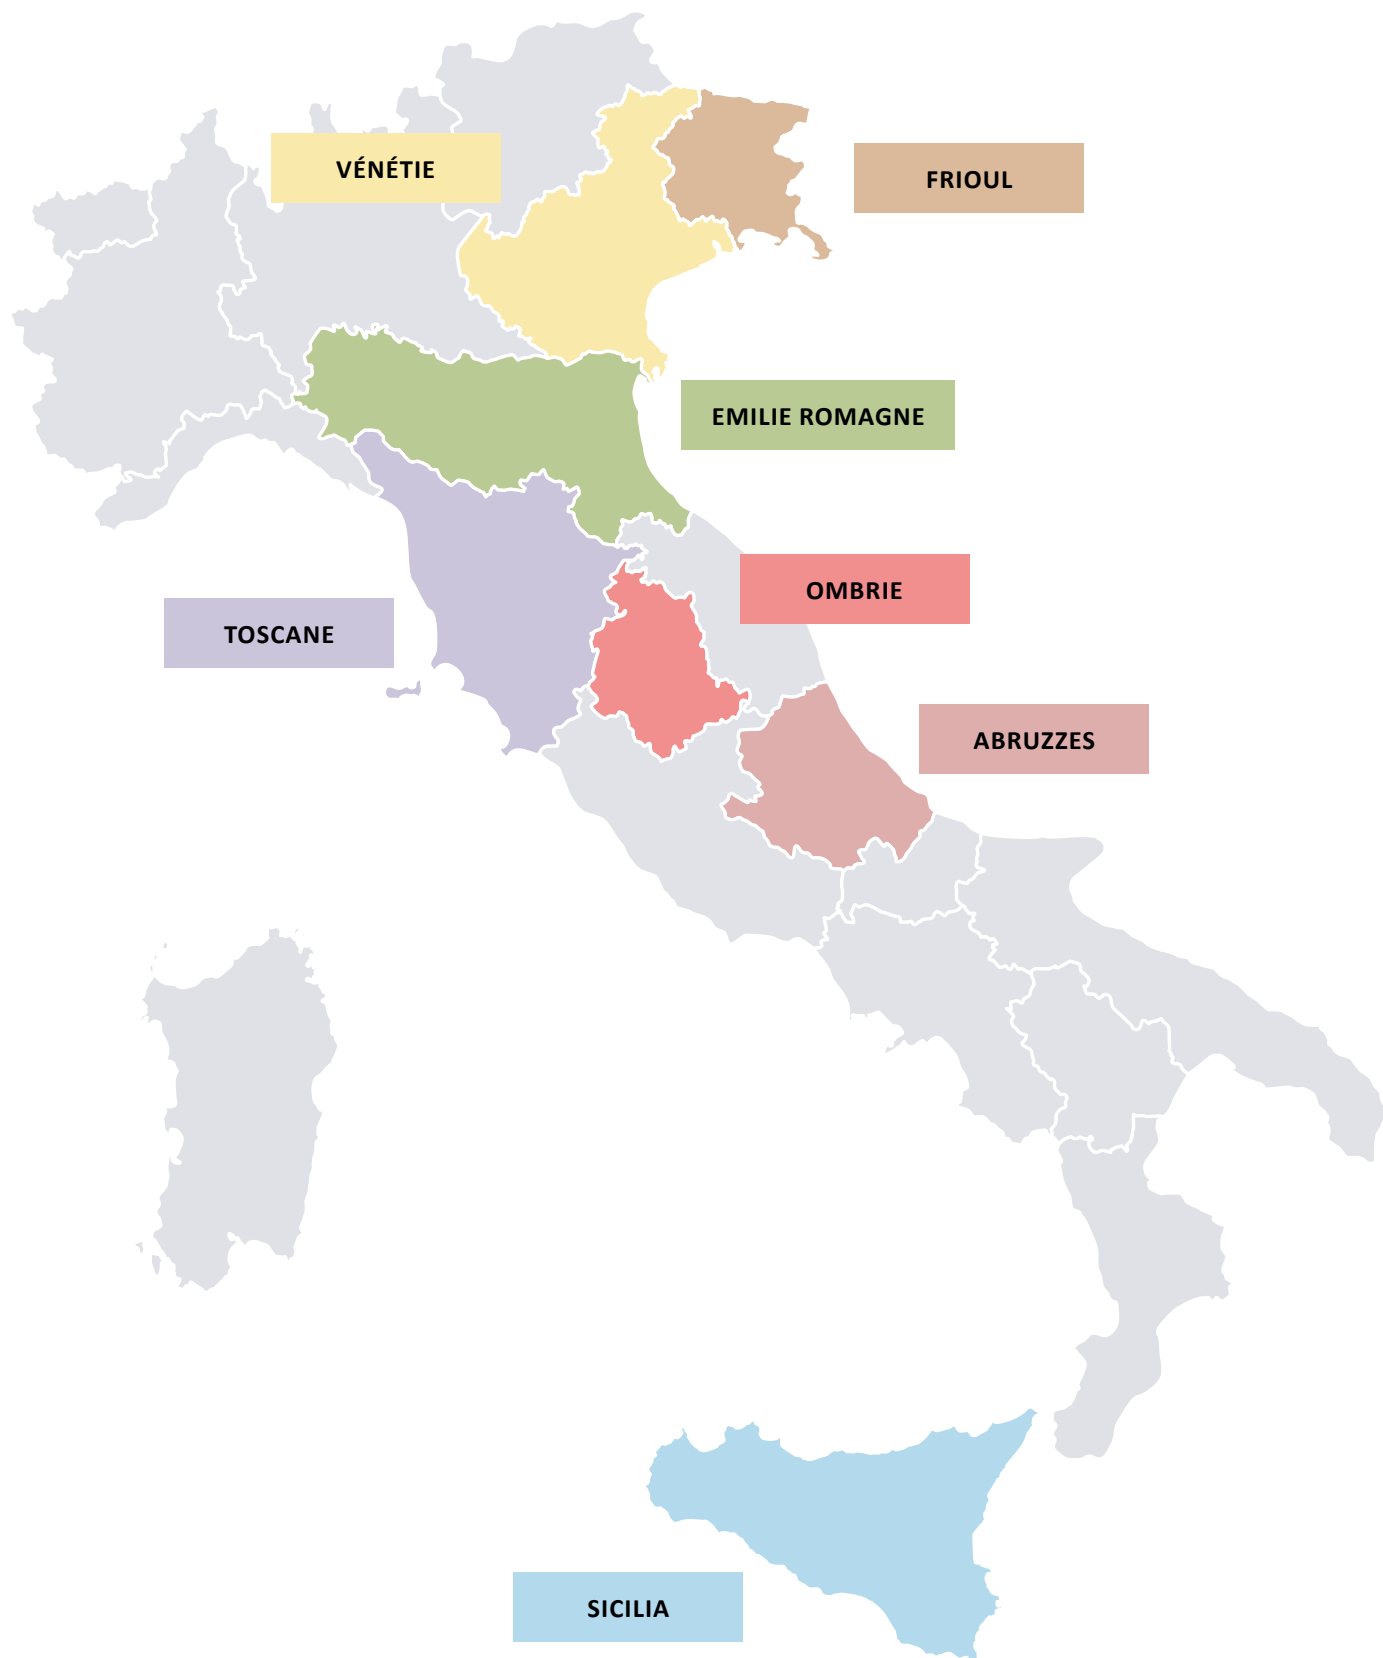 VÉNÉTIE
FRIOUL
EMILIE ROMAGNE
OMBRIE
TOSCANE
ABRUZZES
SICILIA